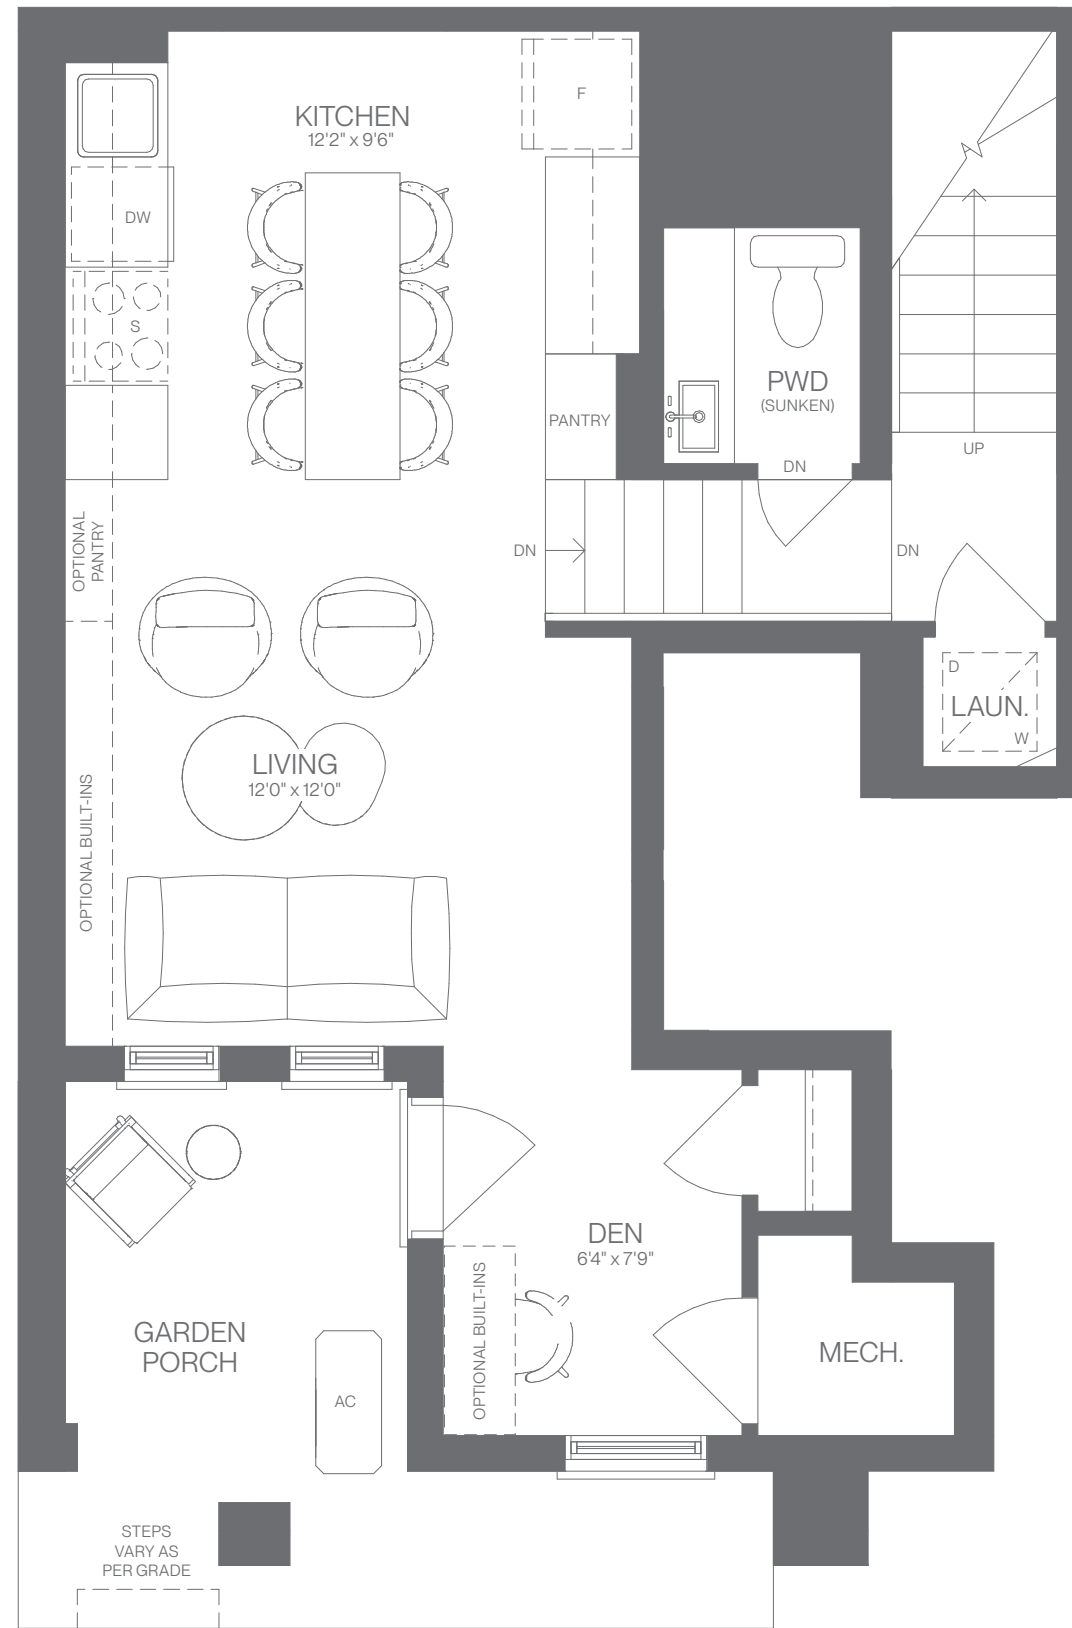 F
KITCHEN
12'2" x 9'6"
DW
S
PWD
(SUNKEN)
PANTRY
UP
DN
OPTIONAL
PANTRY
DN
DN
D
LAUN.
W
LIVING
12'0" x 12'0"
OPTIONAL BUILT-INS
DEN
6'4" x 7'9"
OPTIONAL BUILT-INS
GARDEN
PORCH
MECH.
AC
STEPS
VARY AS
PER GRADE